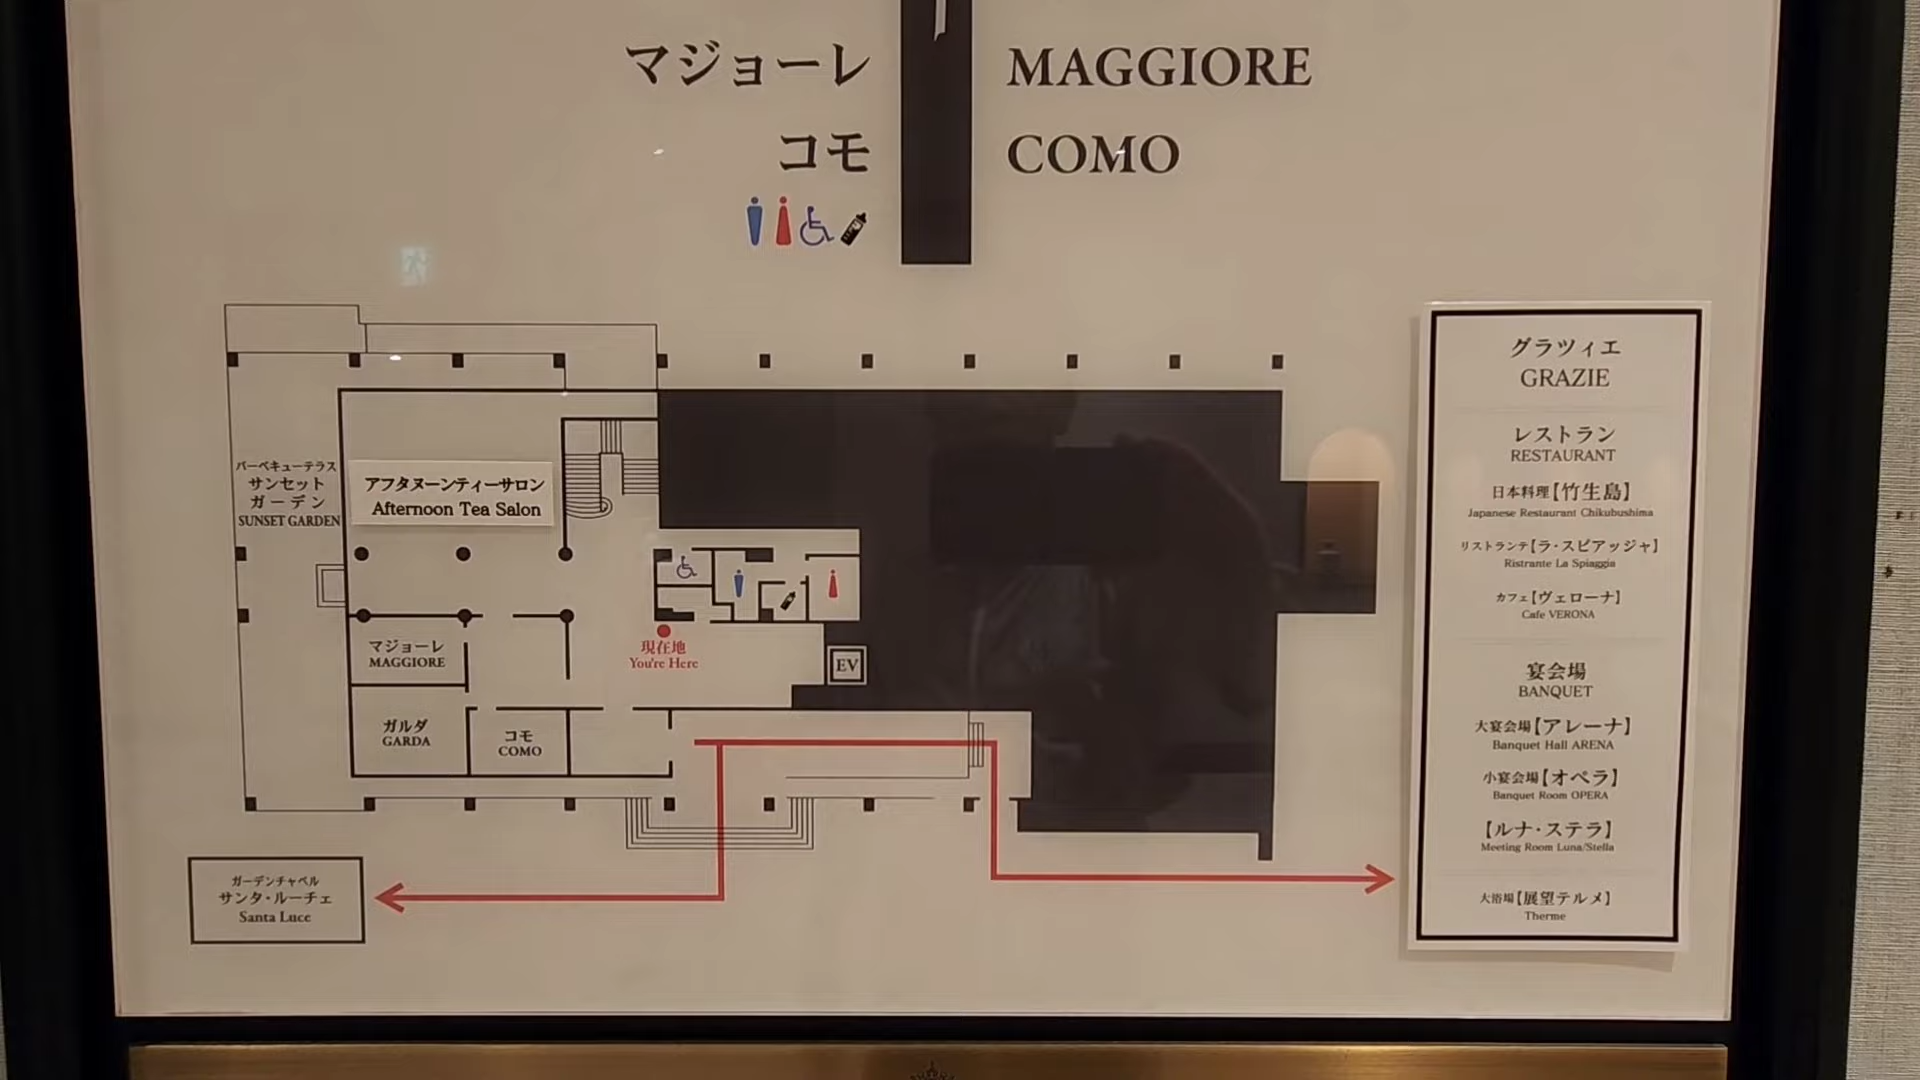 マジョーレ MAGGIORE
コモ COMO
バーベキューテラス
サンセット
ガーデン
SUNSET GARDEN
アフタヌーンティーサロン
Afternoon Tea Salon
マジョーレ
MAGGIORE
ガルダ
GARDA
コモ
COMO
現在地
You're Here
EV
ガーデンチャペル
サンタ・ルーチェ
Santa Luce
グラツィエ
GRAZIE
レストラン
RESTAURANT
日本料理【竹生島】
Japanese Restaurant Chikubushima
リストランテ【ラ・スピアッジャ】
Ristrante La Spiaggia
カフェ【ヴェローナ】
Cafe VERONA
宴会場
BANQUET
大宴会場【アレーナ】
Banquet Hall ARENA
小宴会場【オペラ】
Banquet Room OPERA
【ルナ・ステラ】
Meeting Room Luna/Stella
大浴場【展望テルメ】
Therme